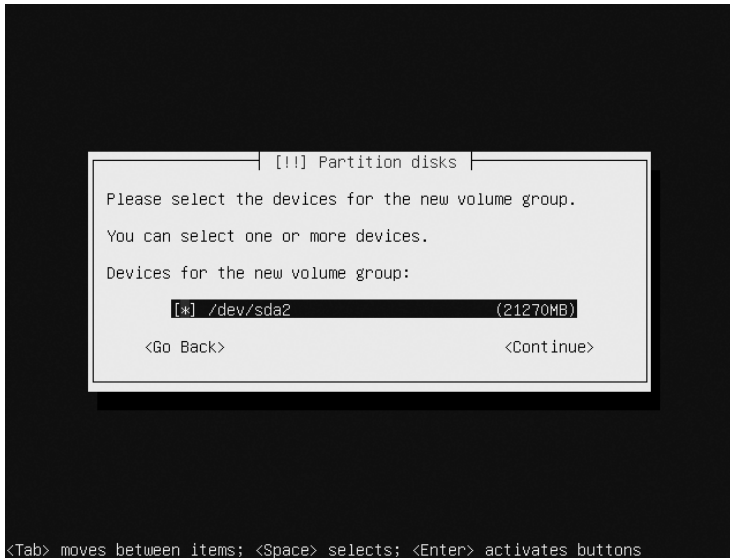 [!!] Partition disks
Please select the devices for the new volume group.
You can select one or more devices.
Devices for the new volume group:
[*] /dev/sda2 (21270MB)
<Go Back> <Continue>
<Tab> moves between items; <Space> selects; <Enter> activates buttons